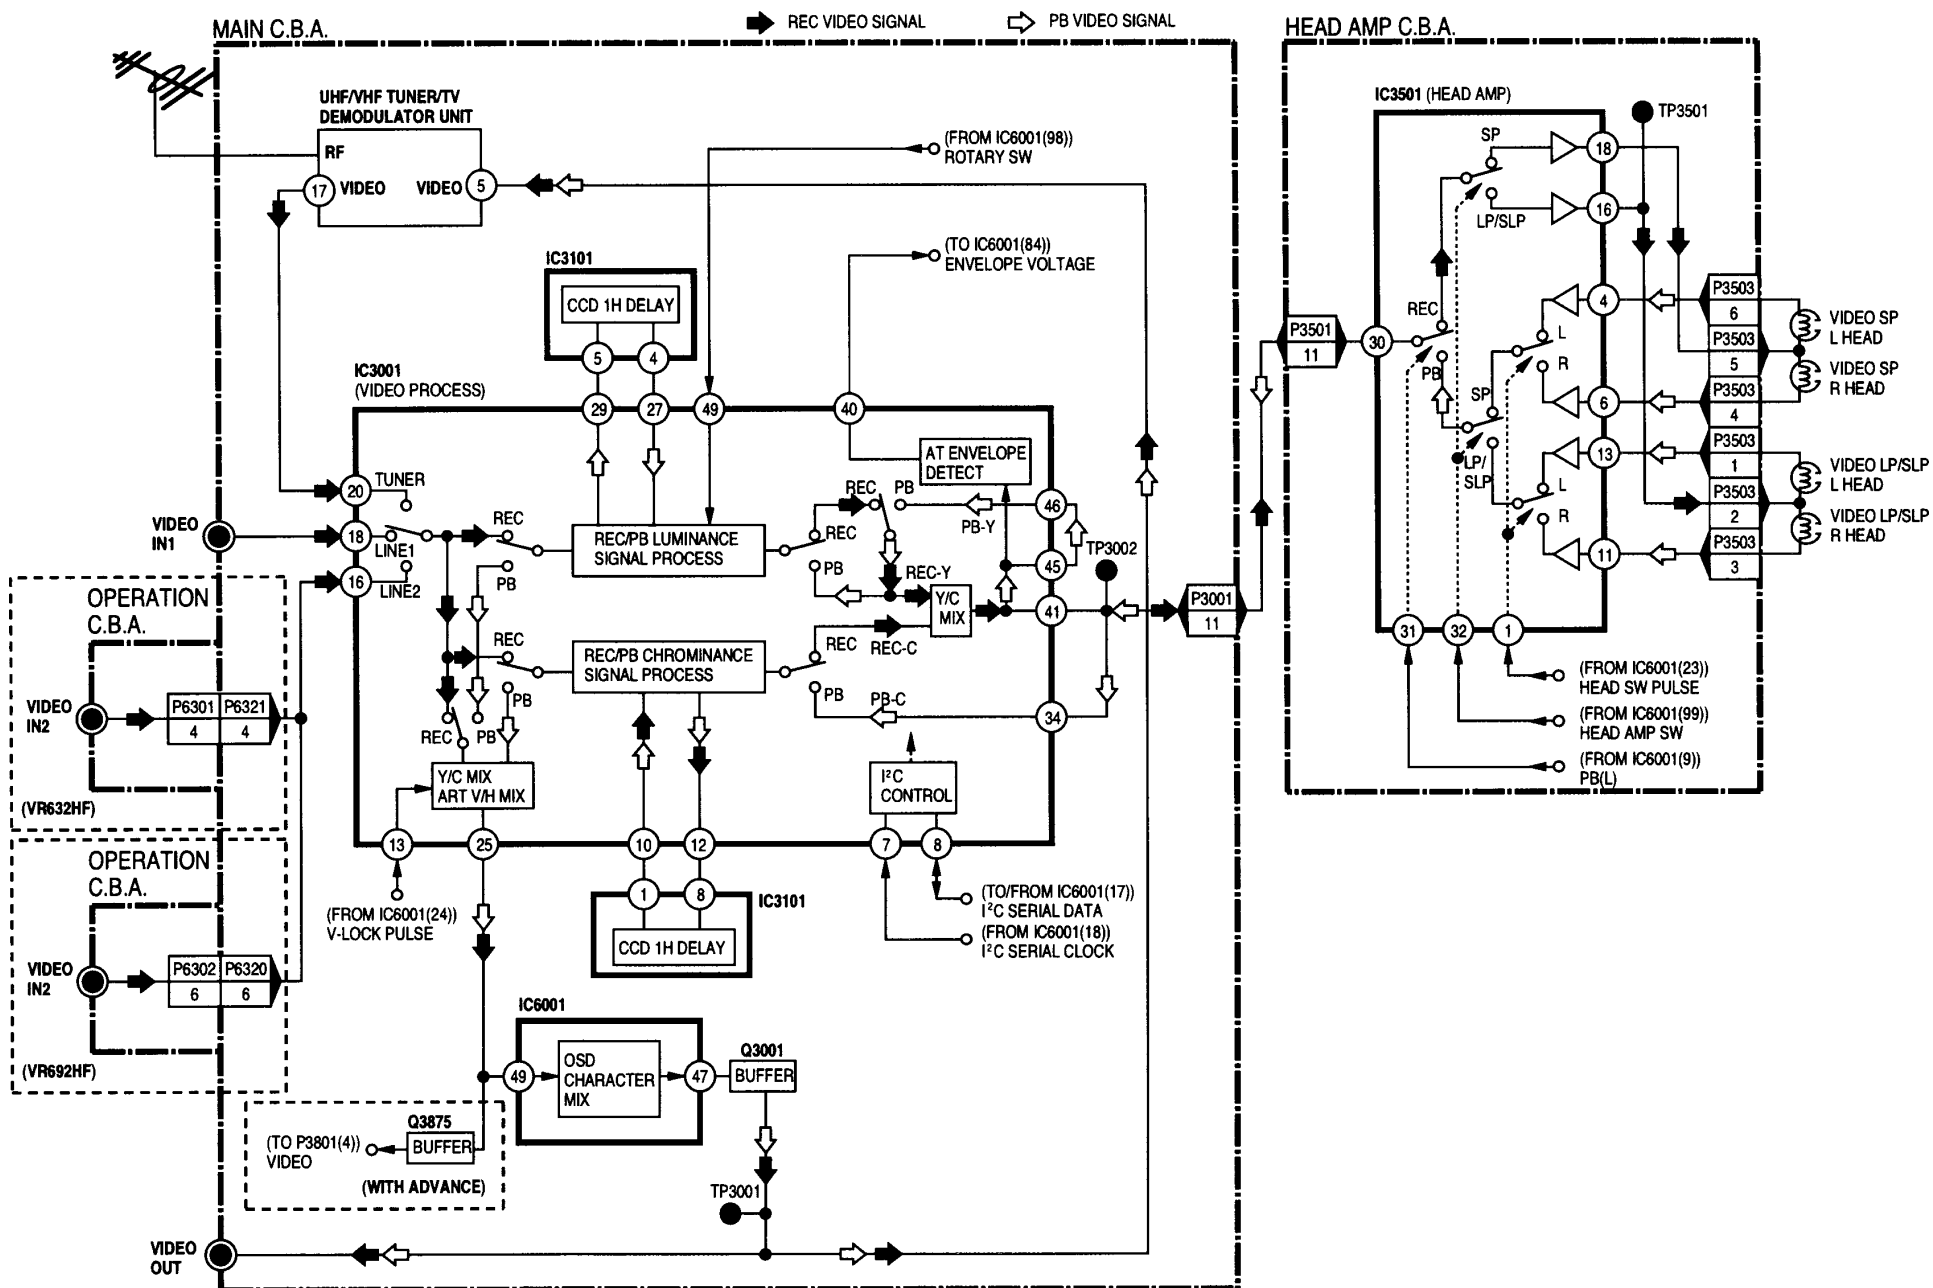 MAIN C.B.A.
REC VIDEO SIGNAL
PB VIDEO SIGNAL
HEAD AMP C.B.A.
UHF/VHF TUNER/TV
DEMODULATOR UNIT
RF
17
VIDEO
VIDEO
5
(FROM IC6001(98))
ROTARY SW
(TO IC6001(84))
ENVELOPE VOLTAGE
IC3101
CCD 1H DELAY
5
4
IC3001
(VIDEO PROCESS)
29
27
49
40
AT ENVELOPE
DETECT
20
TUNER
VIDEO
IN1
18
LINE1
16
LINE2
REC
PB
REC/PB LUMINANCE
SIGNAL PROCESS
REC
PB
REC
PB
PB-Y
46
45
TP3002
REC-Y
Y/C
MIX
41
P3001
11
REC
PB
REC/PB CHROMINANCE
SIGNAL PROCESS
REC
PB
REC-C
PB-C
34
REC
PB
Y/C MIX
ART V/H MIX
I²C
CONTROL
13
25
10
12
7
8
(FROM IC6001(24))
V-LOCK PULSE
1
8
IC3101
CCD 1H DELAY
(TO/FROM IC6001(17))
I²C SERIAL DATA
(FROM IC6001(18))
I²C SERIAL CLOCK
OPERATION
C.B.A.
VIDEO
IN2
P6301
4
P6321
4
(VR632HF)
OPERATION
C.B.A.
VIDEO
IN2
P6302
6
P6320
6
(VR692HF)
IC6001
49
OSD
CHARACTER
MIX
47
Q3001
BUFFER
Q3875
BUFFER
(TO P3801(4))
VIDEO
(WITH ADVANCE)
TP3001
VIDEO
OUT
IC3501 (HEAD AMP)
TP3501
SP
18
LP/SLP
16
P3501
11
30
REC
PB
4
L
R
6
SP
LP/
SLP
13
L
R
11
P3503
6
P3503
5
P3503
4
P3503
1
P3503
2
P3503
3
VIDEO SP
L HEAD
VIDEO SP
R HEAD
VIDEO LP/SLP
L HEAD
VIDEO LP/SLP
R HEAD
31
32
1
(FROM IC6001(23))
HEAD SW PULSE
(FROM IC6001(99))
HEAD AMP SW
(FROM IC6001(9))
PB(L)